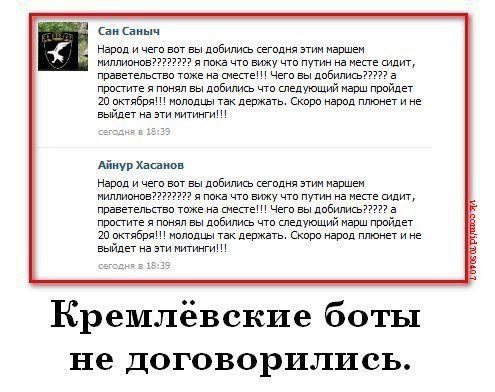 Сан Саныч
Народ и чего вот вы добились сегодня этим маршем
миллионов???????? я пока что вижу что путин на месте сидит,
праветельство тоже на сместе!!! Чего вы добились????? а
простите я понял вы добились что следующий марш пройдет
20 октября!!! молодцы так держать. Скоро народ плюнет и не
выйдет на эти митинги!!!
сегодня в 18:39
Айнур Хасанов
Народ и чего вот вы добились сегодня этим маршем
миллионов???????? я пока что вижу что путин на месте сидит,
праветельство тоже на сместе!!! Чего вы добились????? а
простите я понял вы добились что следующий марш пройдет
20 октября!!! молодцы так держать. Скоро народ плюнет и не
выйдет на эти митинги!!!
сегодня в 18:39
Кремлёвские боты
не договорились.